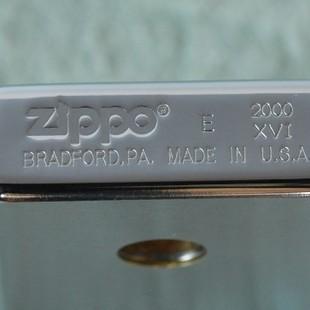 Zippo® E 2000
XVI
BRADFORD, PA. MADE IN U.S.A